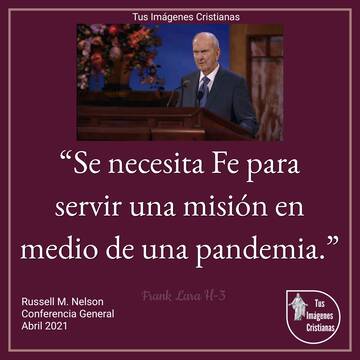 Tus Imágenes Cristianas
“Se necesita Fe para
servir una misión en
medio de una pandemia.”
Frank Lara H-3
Russell M. Nelson
Conferencia General
Abril 2021
Tus
Imágenes
Cristianas